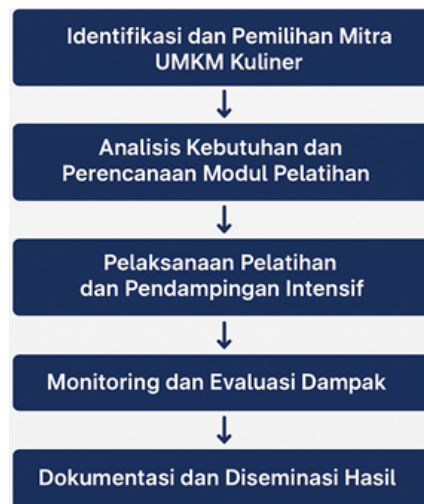 Identifikasi dan Pemilihan Mitra
UMKM Kuliner
↓
Analisis Kebutuhan dan
Perencanaan Modul Pelatihan
↓
Pelaksanaan Pelatihan
dan Pendampingan Intensif
↓
Monitoring dan Evaluasi Dampak
↓
Dokumentasi dan Diseminasi Hasil